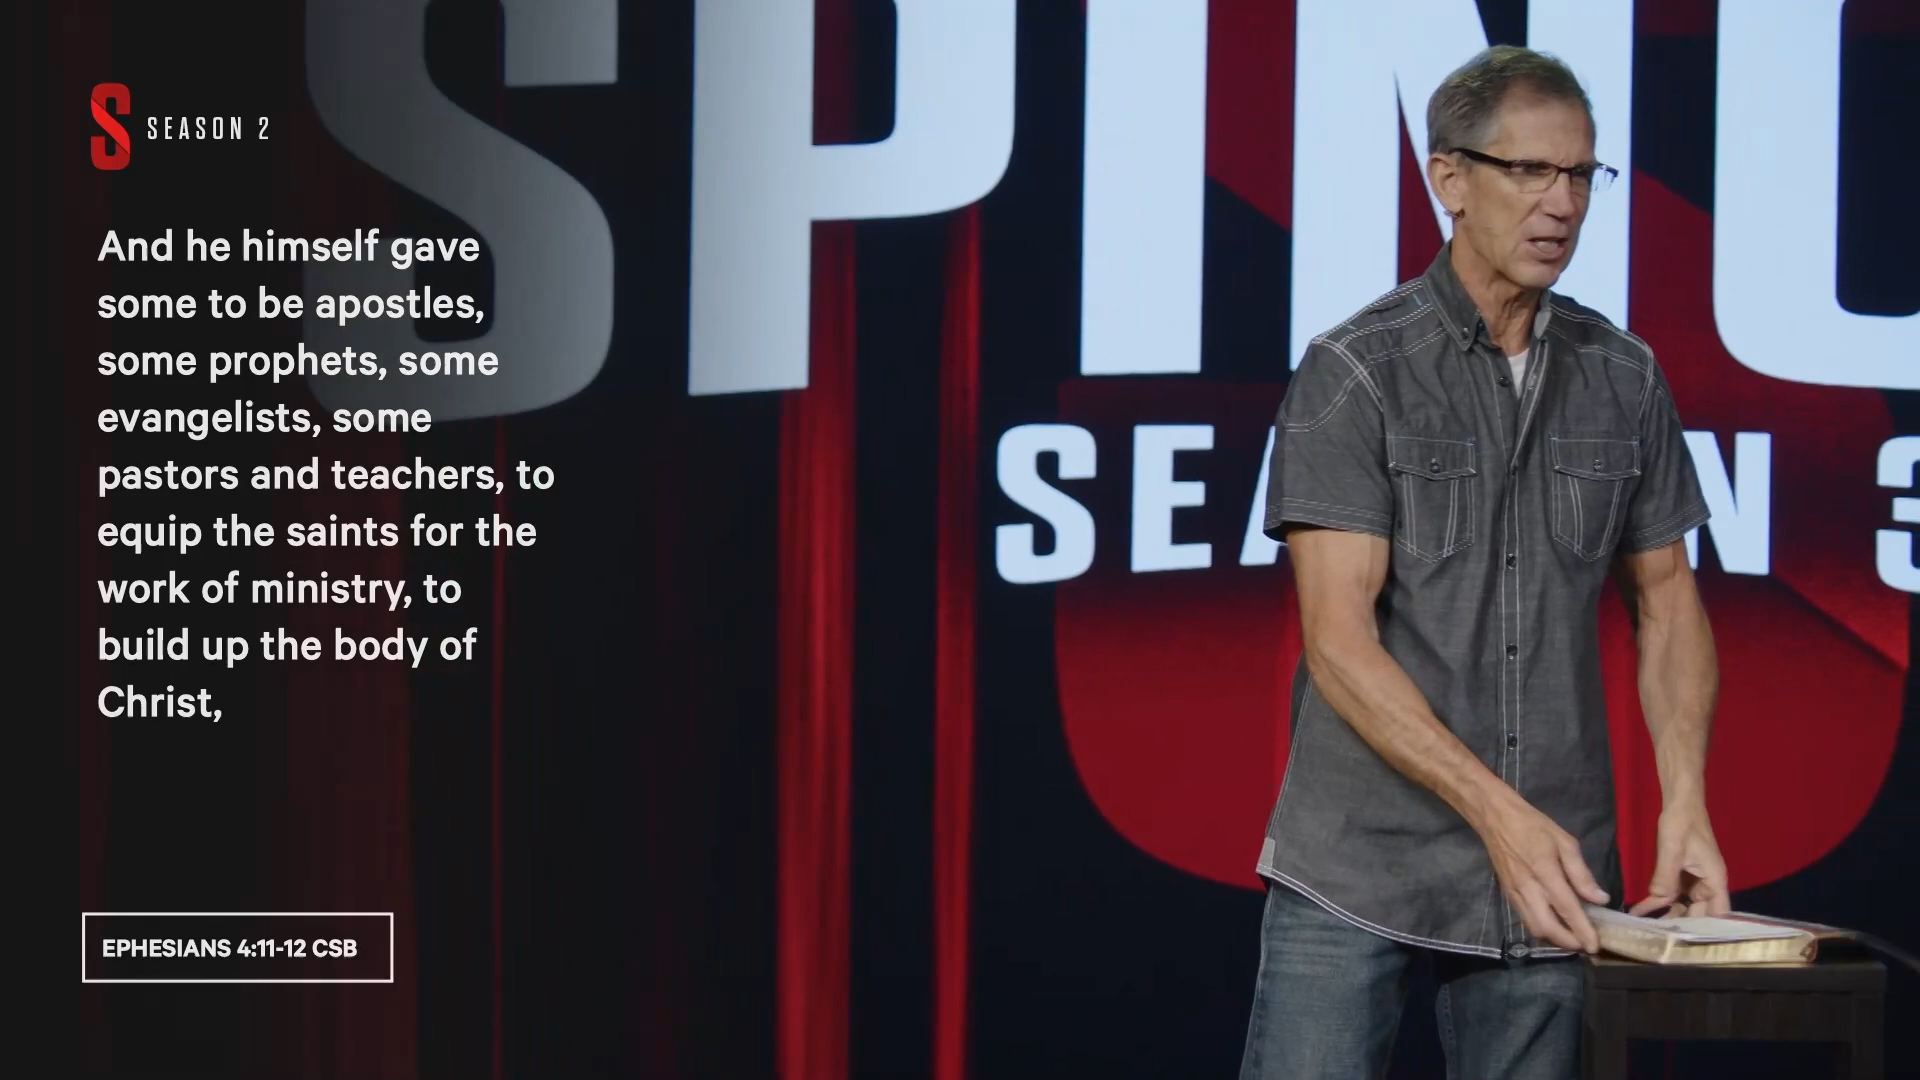 S SEASON 2
And he himself gave
some to be apostles,
some prophets, some
evangelists, some
pastors and teachers, to
equip the saints for the
work of ministry, to
build up the body of
Christ,
EPHESIANS 4:11-12 CSB